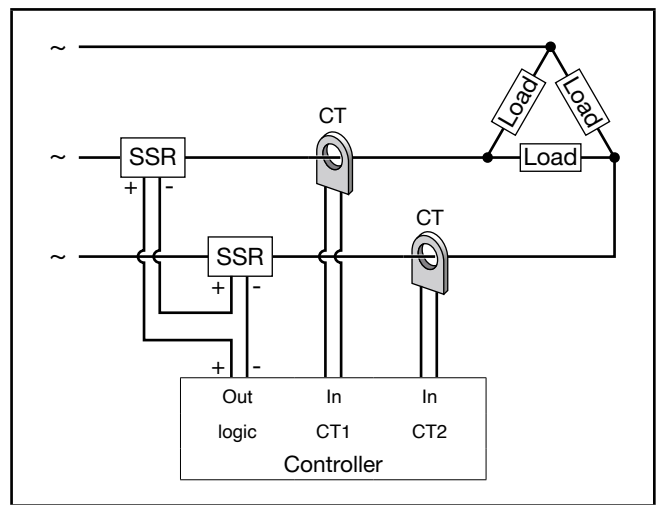 ~
CT
Load
Load
~
SSR
Load
+ -
CT
~
SSR
+ -
+ -
Out In In
logic CT1 CT2
Controller